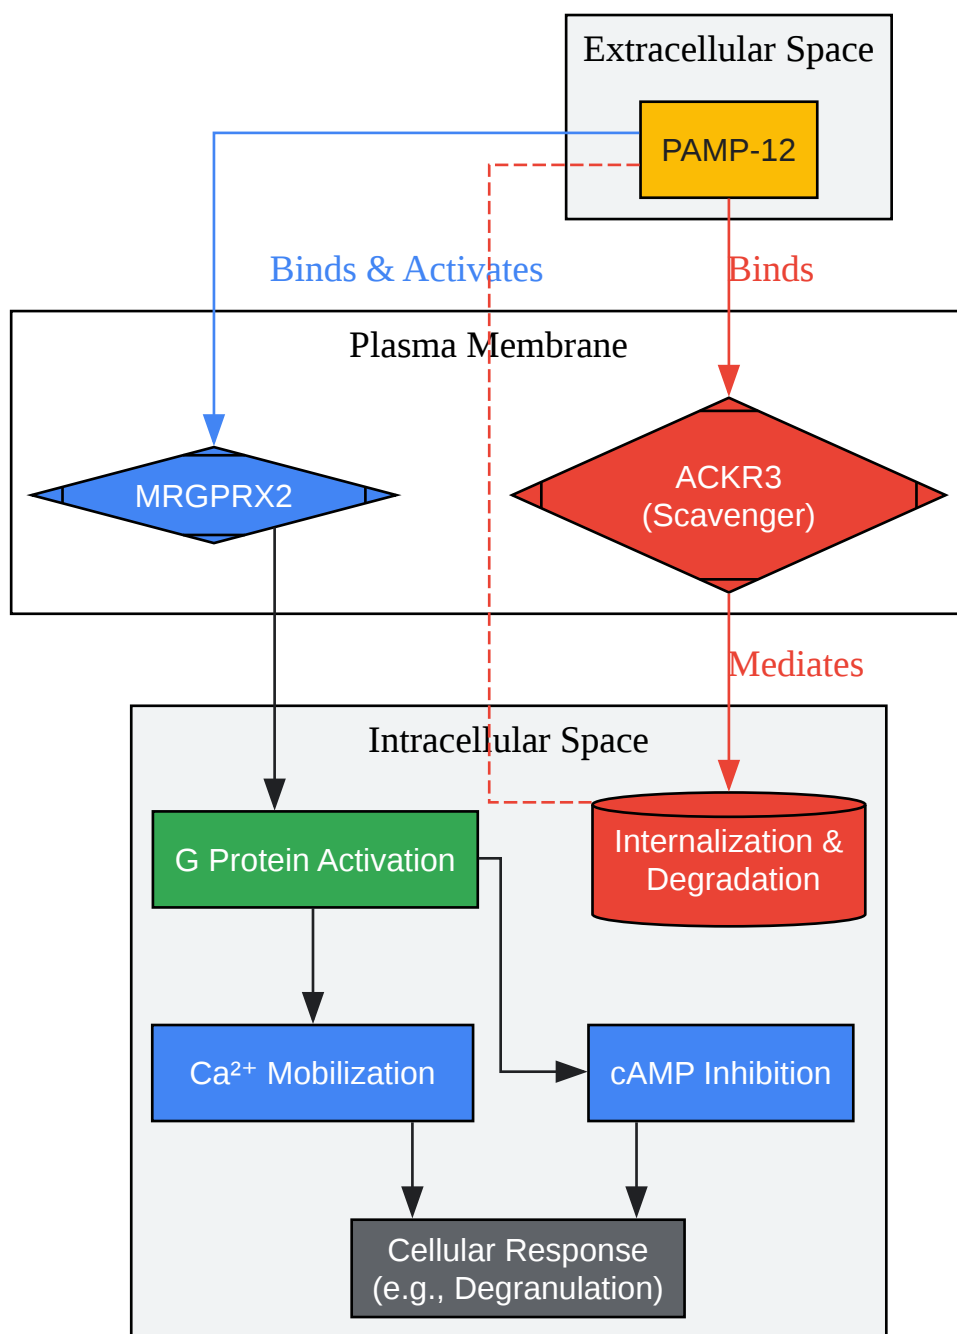 Extracellular Space
PAMP-12
Binds & Activates
Binds
Plasma Membrane
MRGPRX2
ACKR3
(Scavenger)
Mediates
Intracellular Space
G Protein Activation
Internalization &
Degradation
Ca²⁺ Mobilization
cAMP Inhibition
Cellular Response
(e.g., Degranulation)